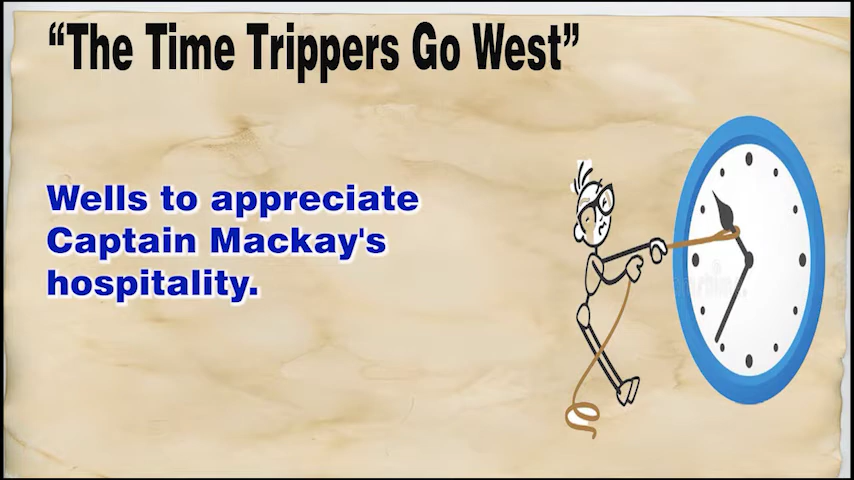 “The Time Trippers Go West”
Wells to appreciate
Captain Mackay's
hospitality.